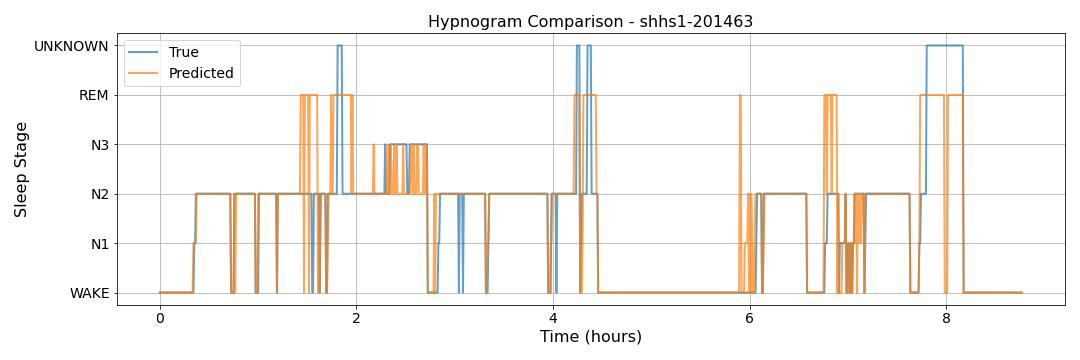 Hypnogram Comparison - shhs1-201463
UNKNOWN
REM
N3
N2
N1
WAKE
Sleep Stage
True
Predicted
0 2 4 6 8
Time (hours)